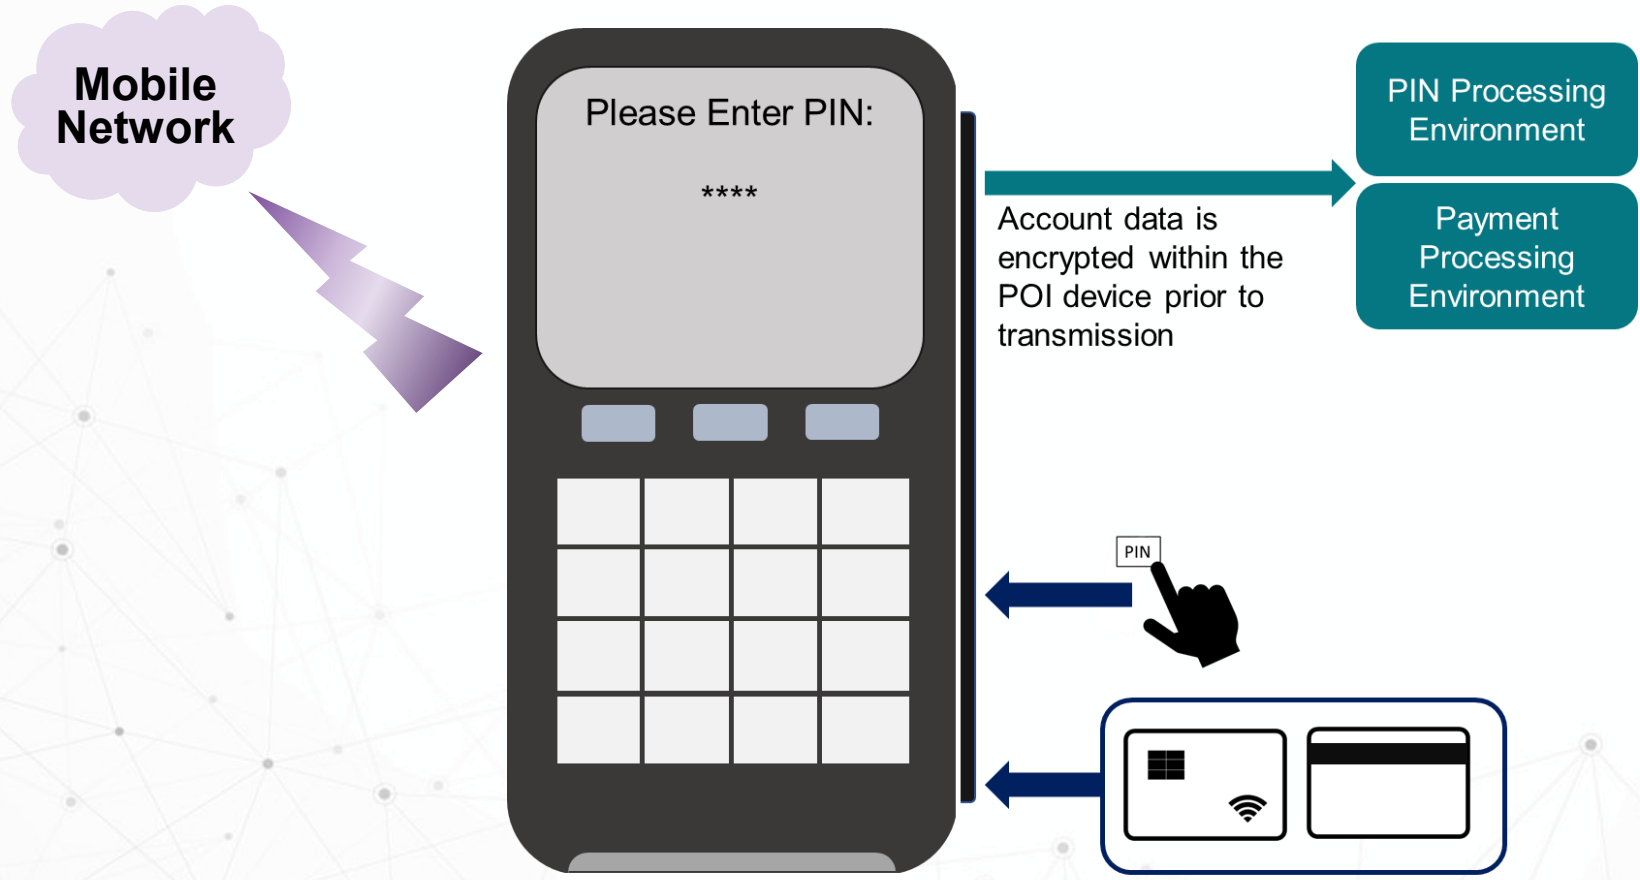 Mobile
Network
Please Enter PIN:
****
PIN Processing
Environment
Payment
Processing
Environment
Account data is
encrypted within the
POI device prior to
transmission
PIN